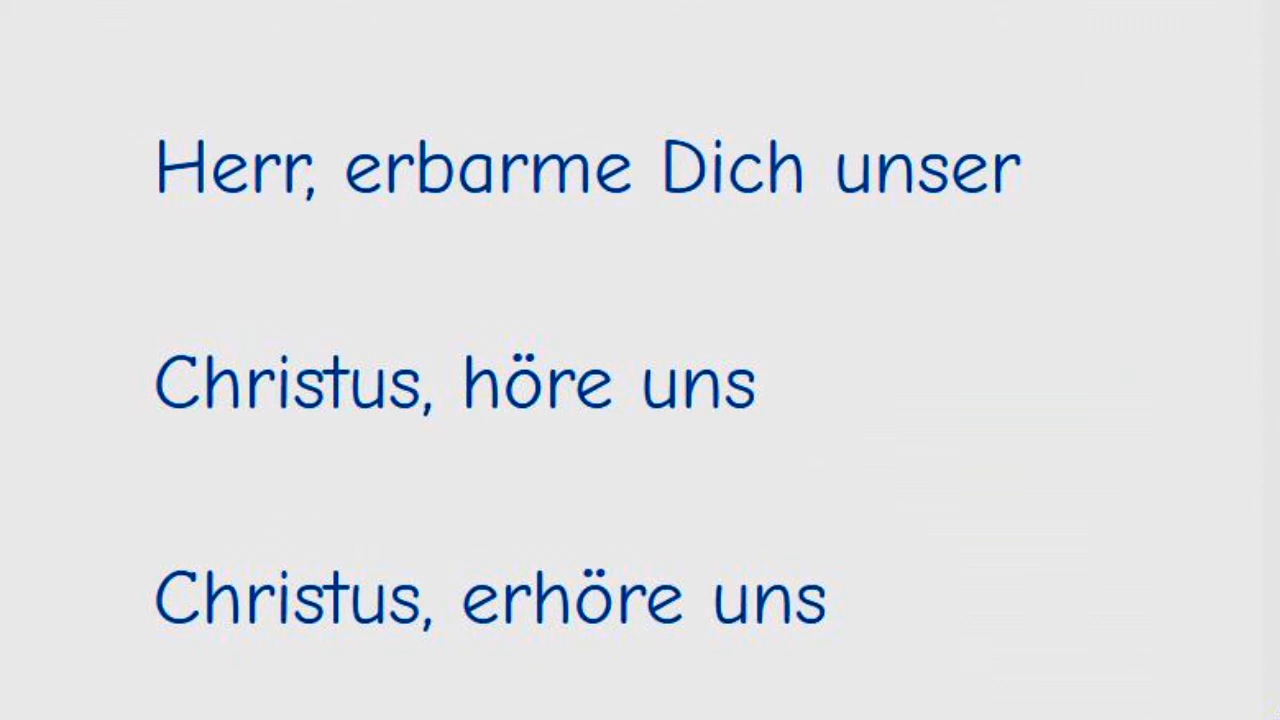 Herr, erbarme Dich unser
Christus, höre uns
Christus, erhöre uns